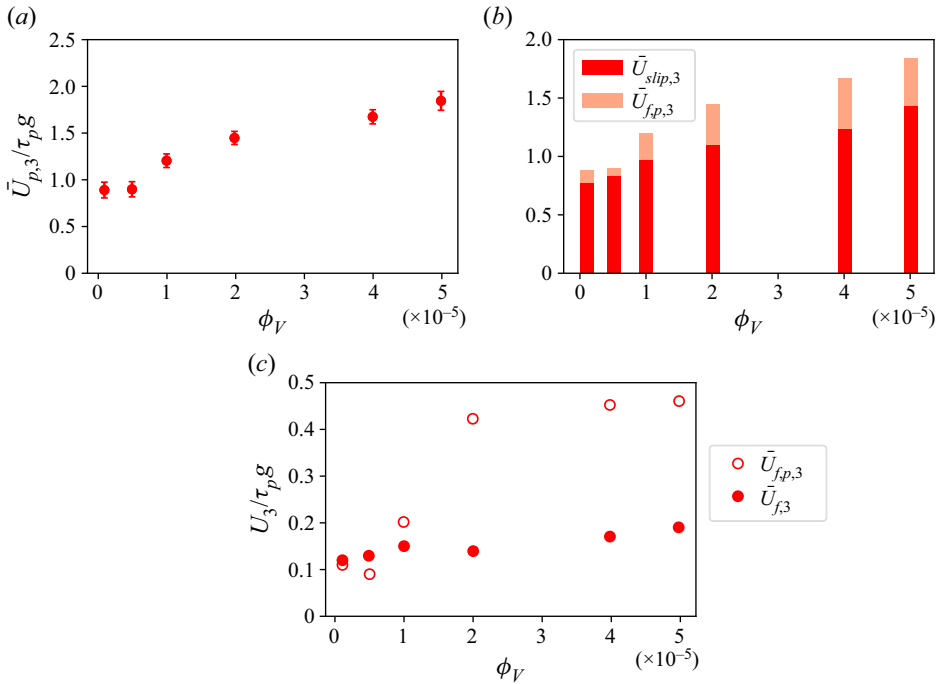 (a)
2.5
2.0
1.5
1.0
0.5
0
Ū_{p,3}/τ_p g
0 1 2 3 4 5
ϕ_V (×10⁻⁵)
(b)
2.0
1.5
1.0
0.5
0
Ū_{slip,3}
Ū_{f,p,3}
0 1 2 3 4 5
ϕ_V (×10⁻⁵)
(c)
0.5
0.4
0.3
0.2
0.1
0
U_3/τ_p g
0 1 2 3 4 5
ϕ_V (×10⁻⁵)
Ū_{f,p,3}
Ū_{f,3}